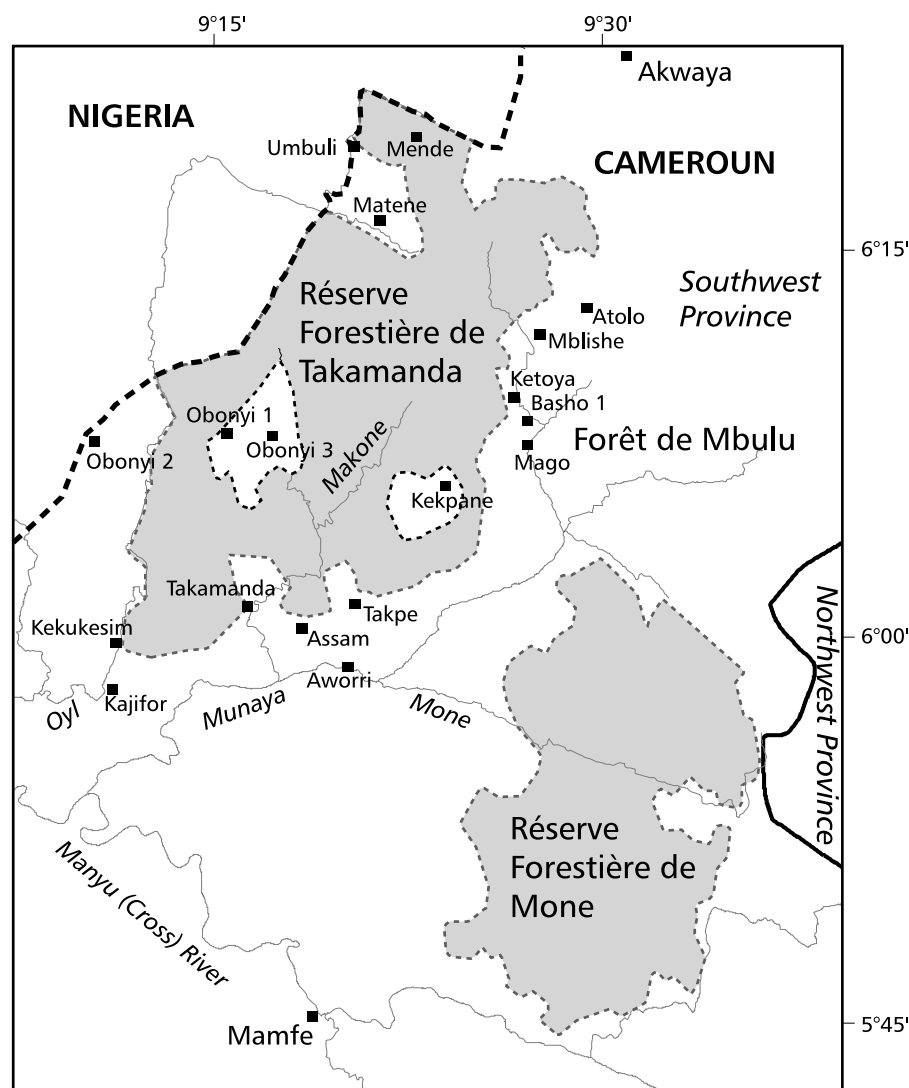 9°15'
9°30'
Akwaya
NIGERIA
Umbuli
Mende
CAMEROUN
Matene
6°15'
Southwest
Province
Réserve
Forestière de
Takamanda
Atolo
Mblishe
Ketoya
Basho 1
Obonyi 1
Obonyi 3
Obonyi 2
Makone
Forêt de Mbulu
Mago
Kekpane
Takamanda
Takpe
Kekukesim
Assam
6°00'
Aworri
Kajifor
Oyl
Munaya
Mone
Northwest Province
Réserve
Forestière de
Mone
Manyu (Cross) River
Mamfe
5°45'